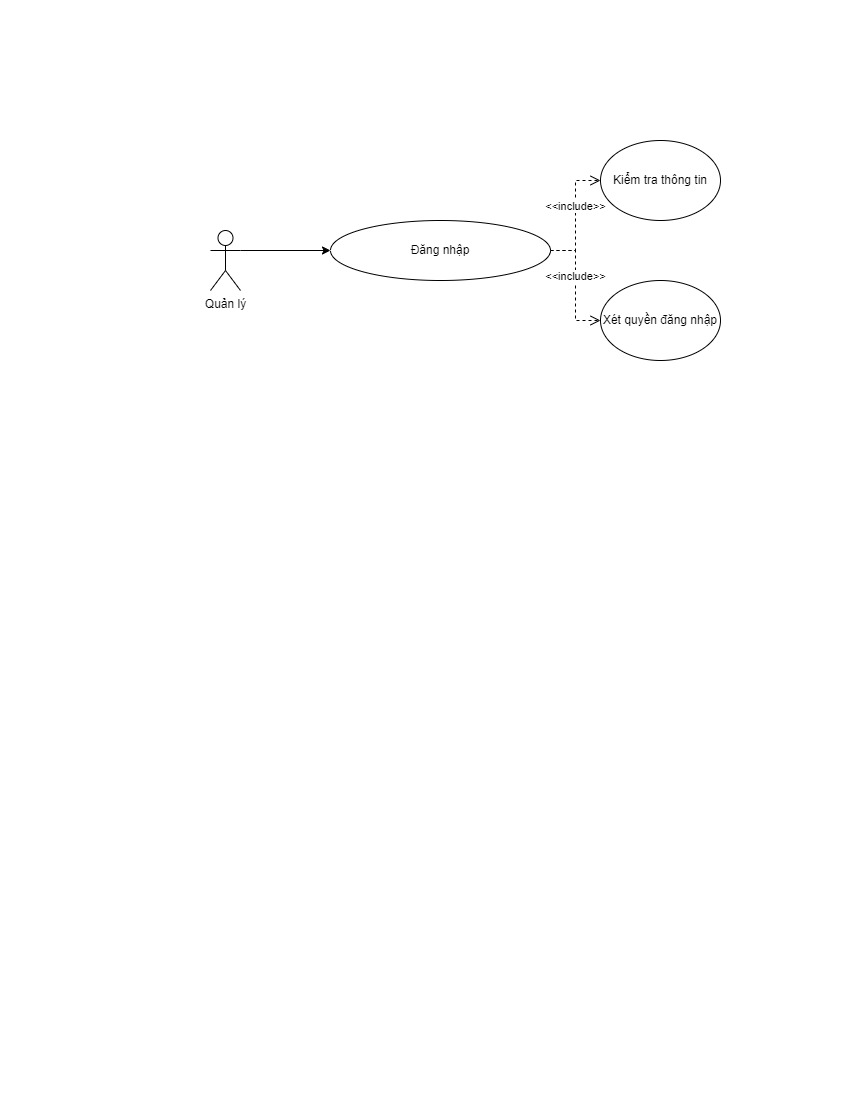 Kiểm tra thông tin
<<include>>
Đăng nhập
<<include>>
Quản lý
Xét quyền đăng nhập